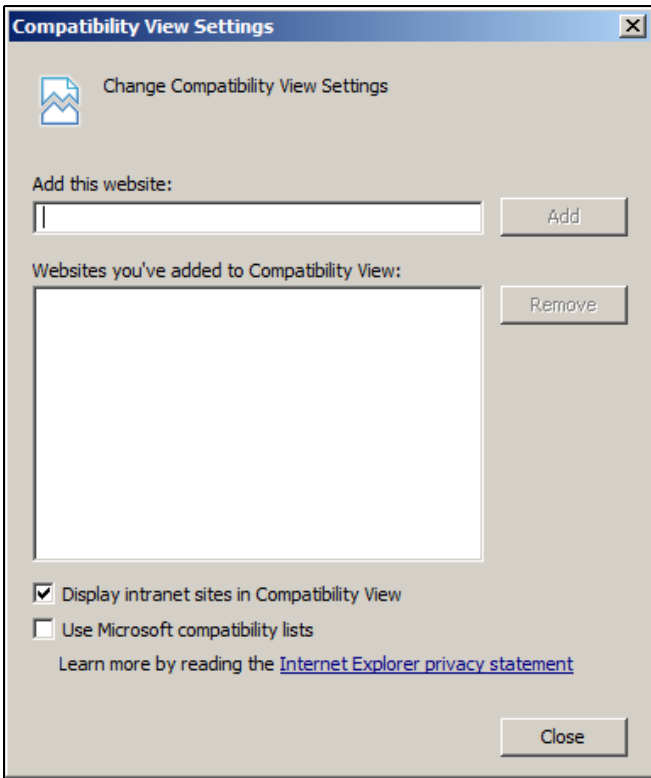 Compatibility View Settings
Change Compatibility View Settings
Add this website:
Add
Websites you've added to Compatibility View:
Remove
Display intranet sites in Compatibility View
Use Microsoft compatibility lists
Learn more by reading the Internet Explorer privacy statement
Close